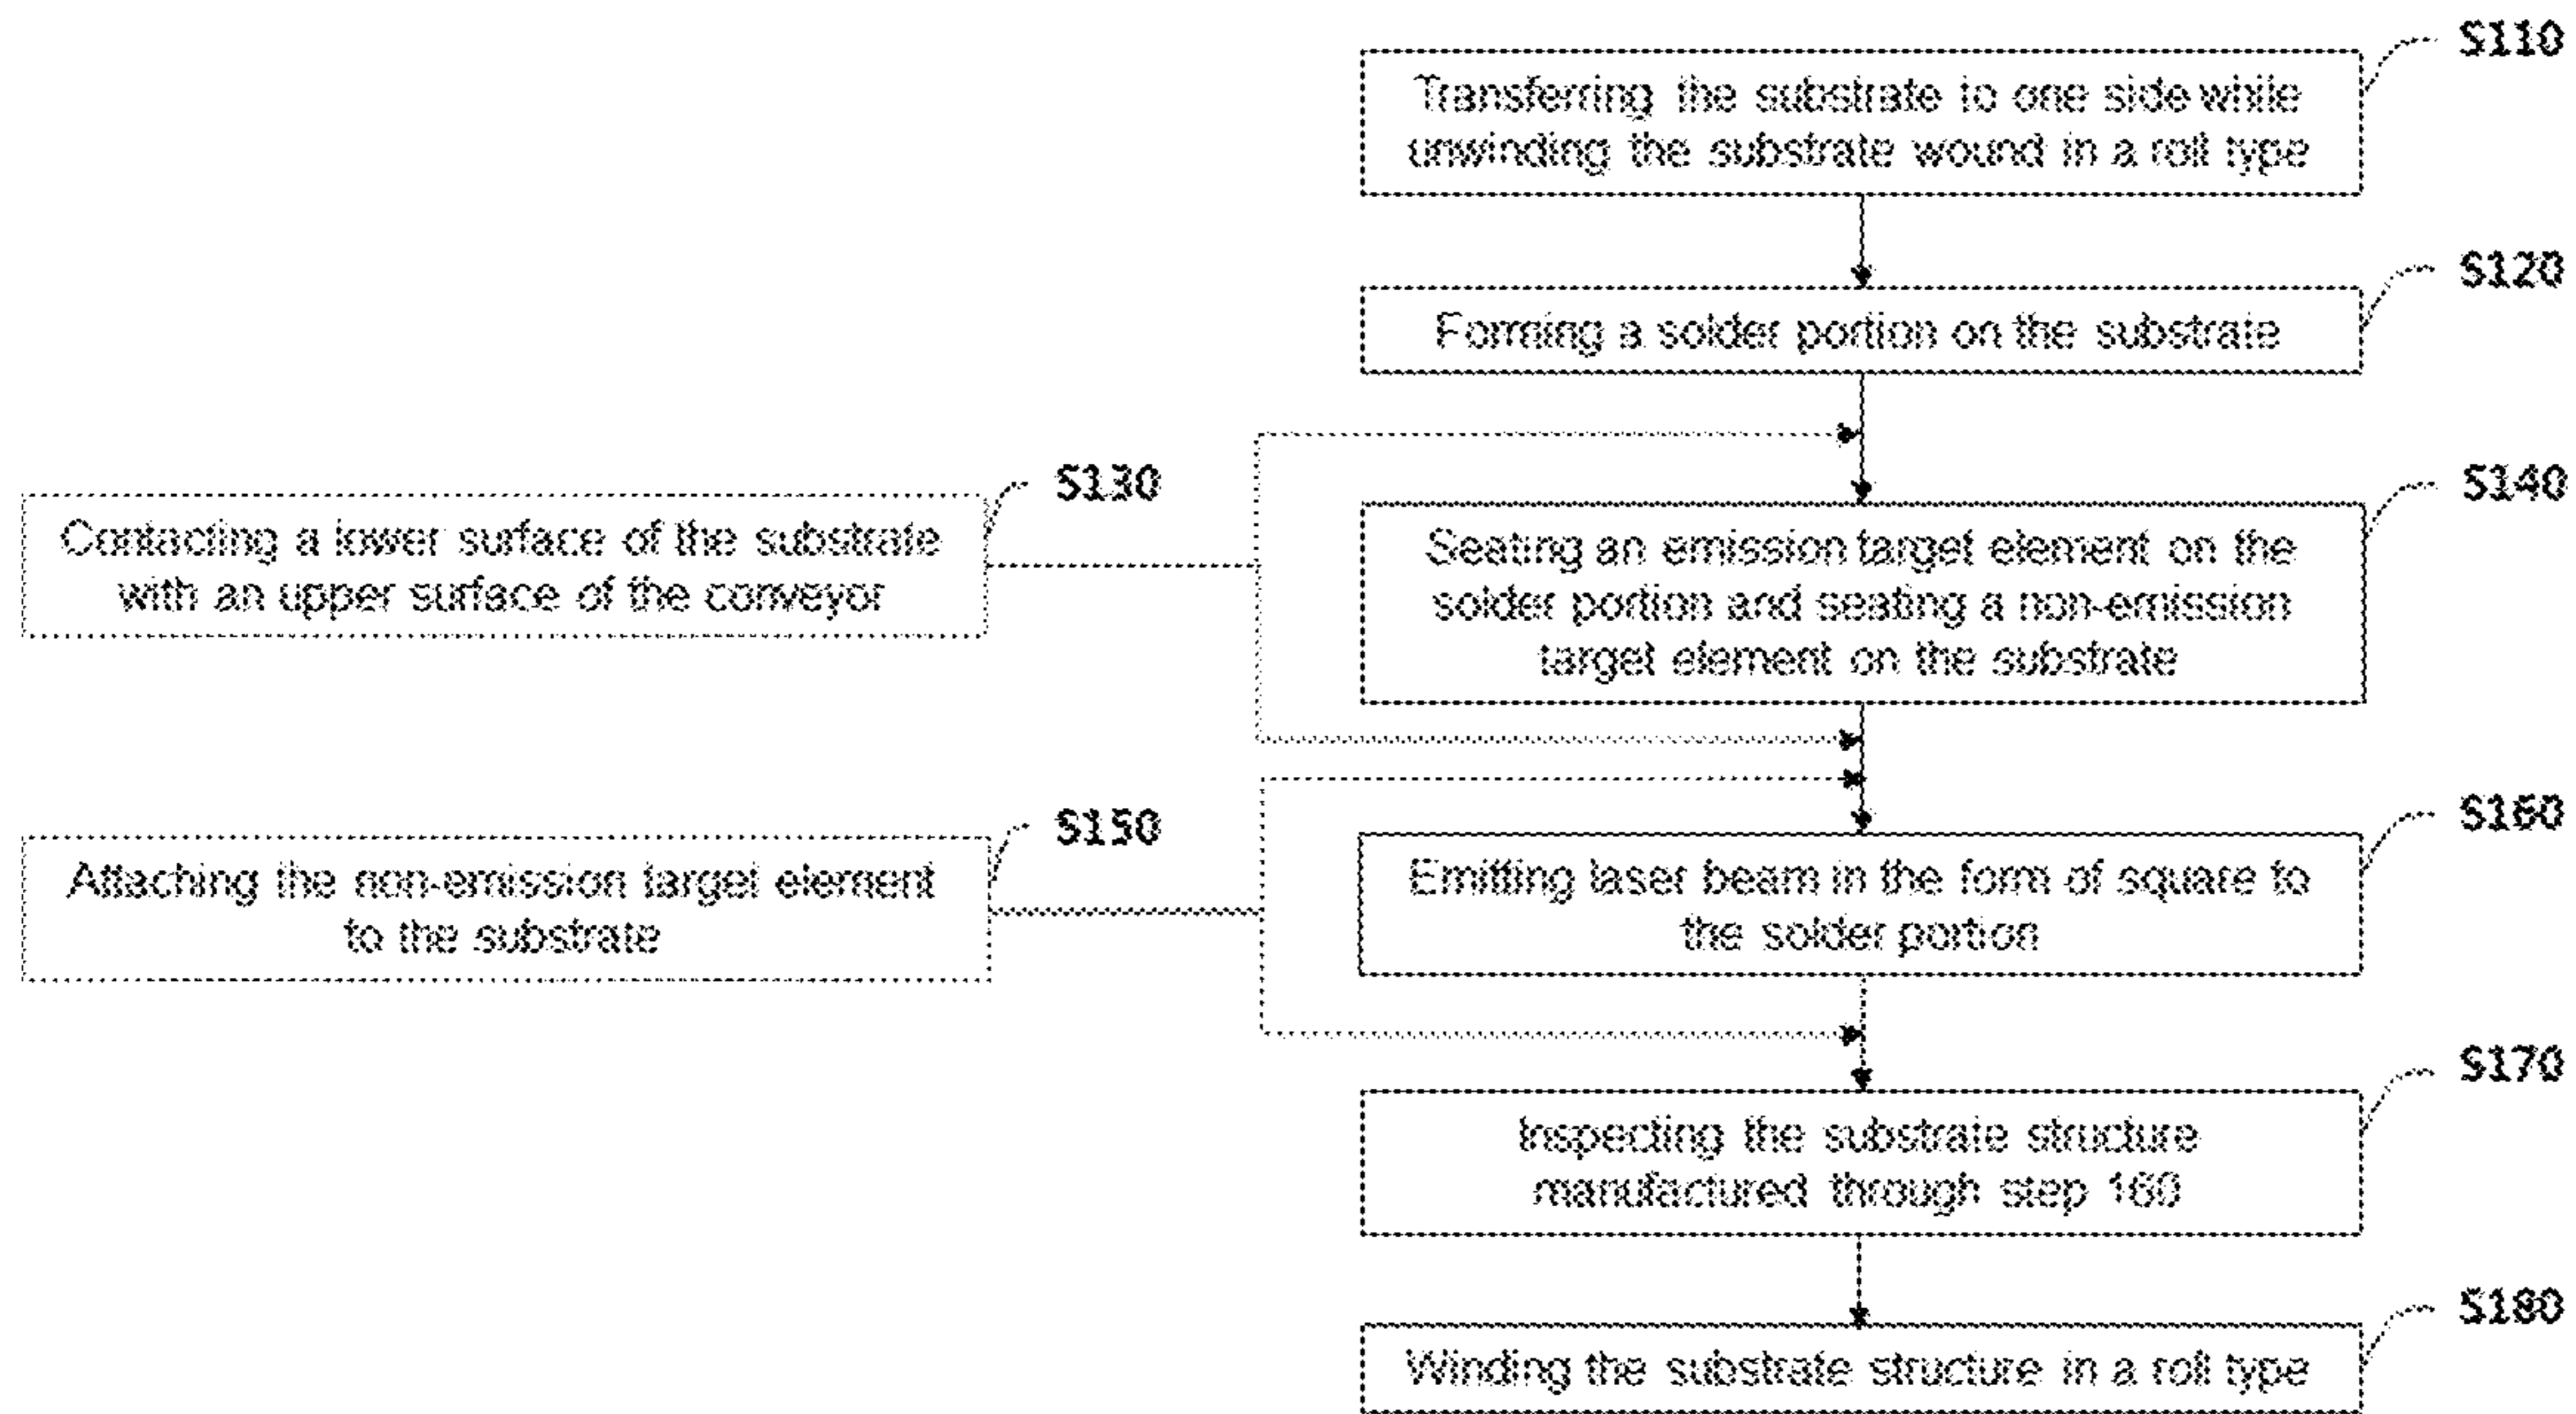 S110
Transferring the substrate to one side while
unwinding the substrate wound in a roll type
S120
Forming a solder portion on the substrate
S130
Contacting a lower surface of the substrate
with an upper surface of the conveyor
S140
Seating an emission target element on the
solder portion and seating a non-emission
target element on the substrate
S150
Attaching the non-emission target element
to the substrate
S160
Emitting laser beam in the form of square to
the solder portion
S170
Inspecting the substrate structure
manufactured through step 160
S180
Winding the substrate structure in a roll type